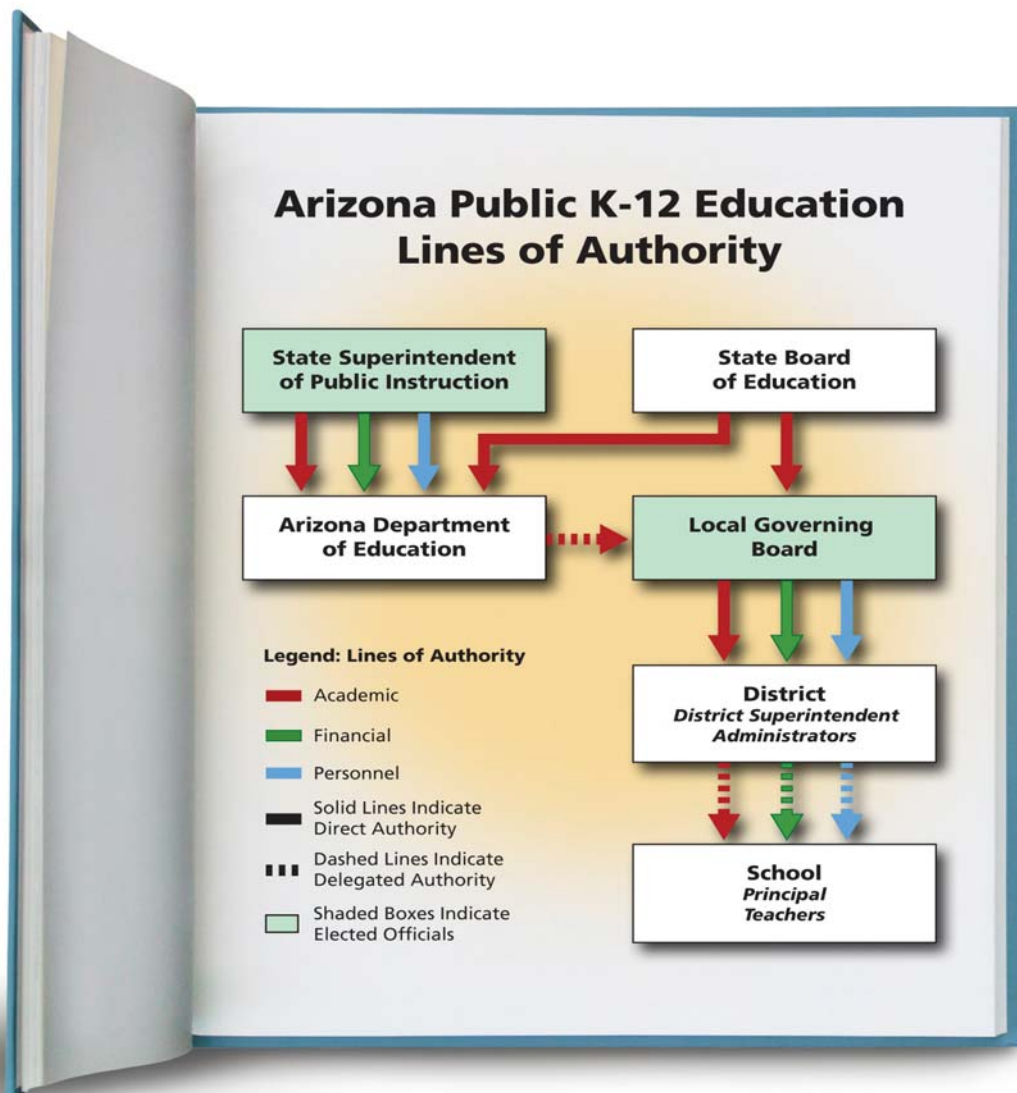 Arizona Public K-12 Education
Lines of Authority
State Superintendent
of Public Instruction
State Board
of Education
Arizona Department
of Education
Local Governing
Board
Legend: Lines of Authority
Academic
Financial
Personnel
Solid Lines Indicate
Direct Authority
Dashed Lines Indicate
Delegated Authority
Shaded Boxes Indicate
Elected Officials
District
District Superintendent
Administrators
School
Principal
Teachers